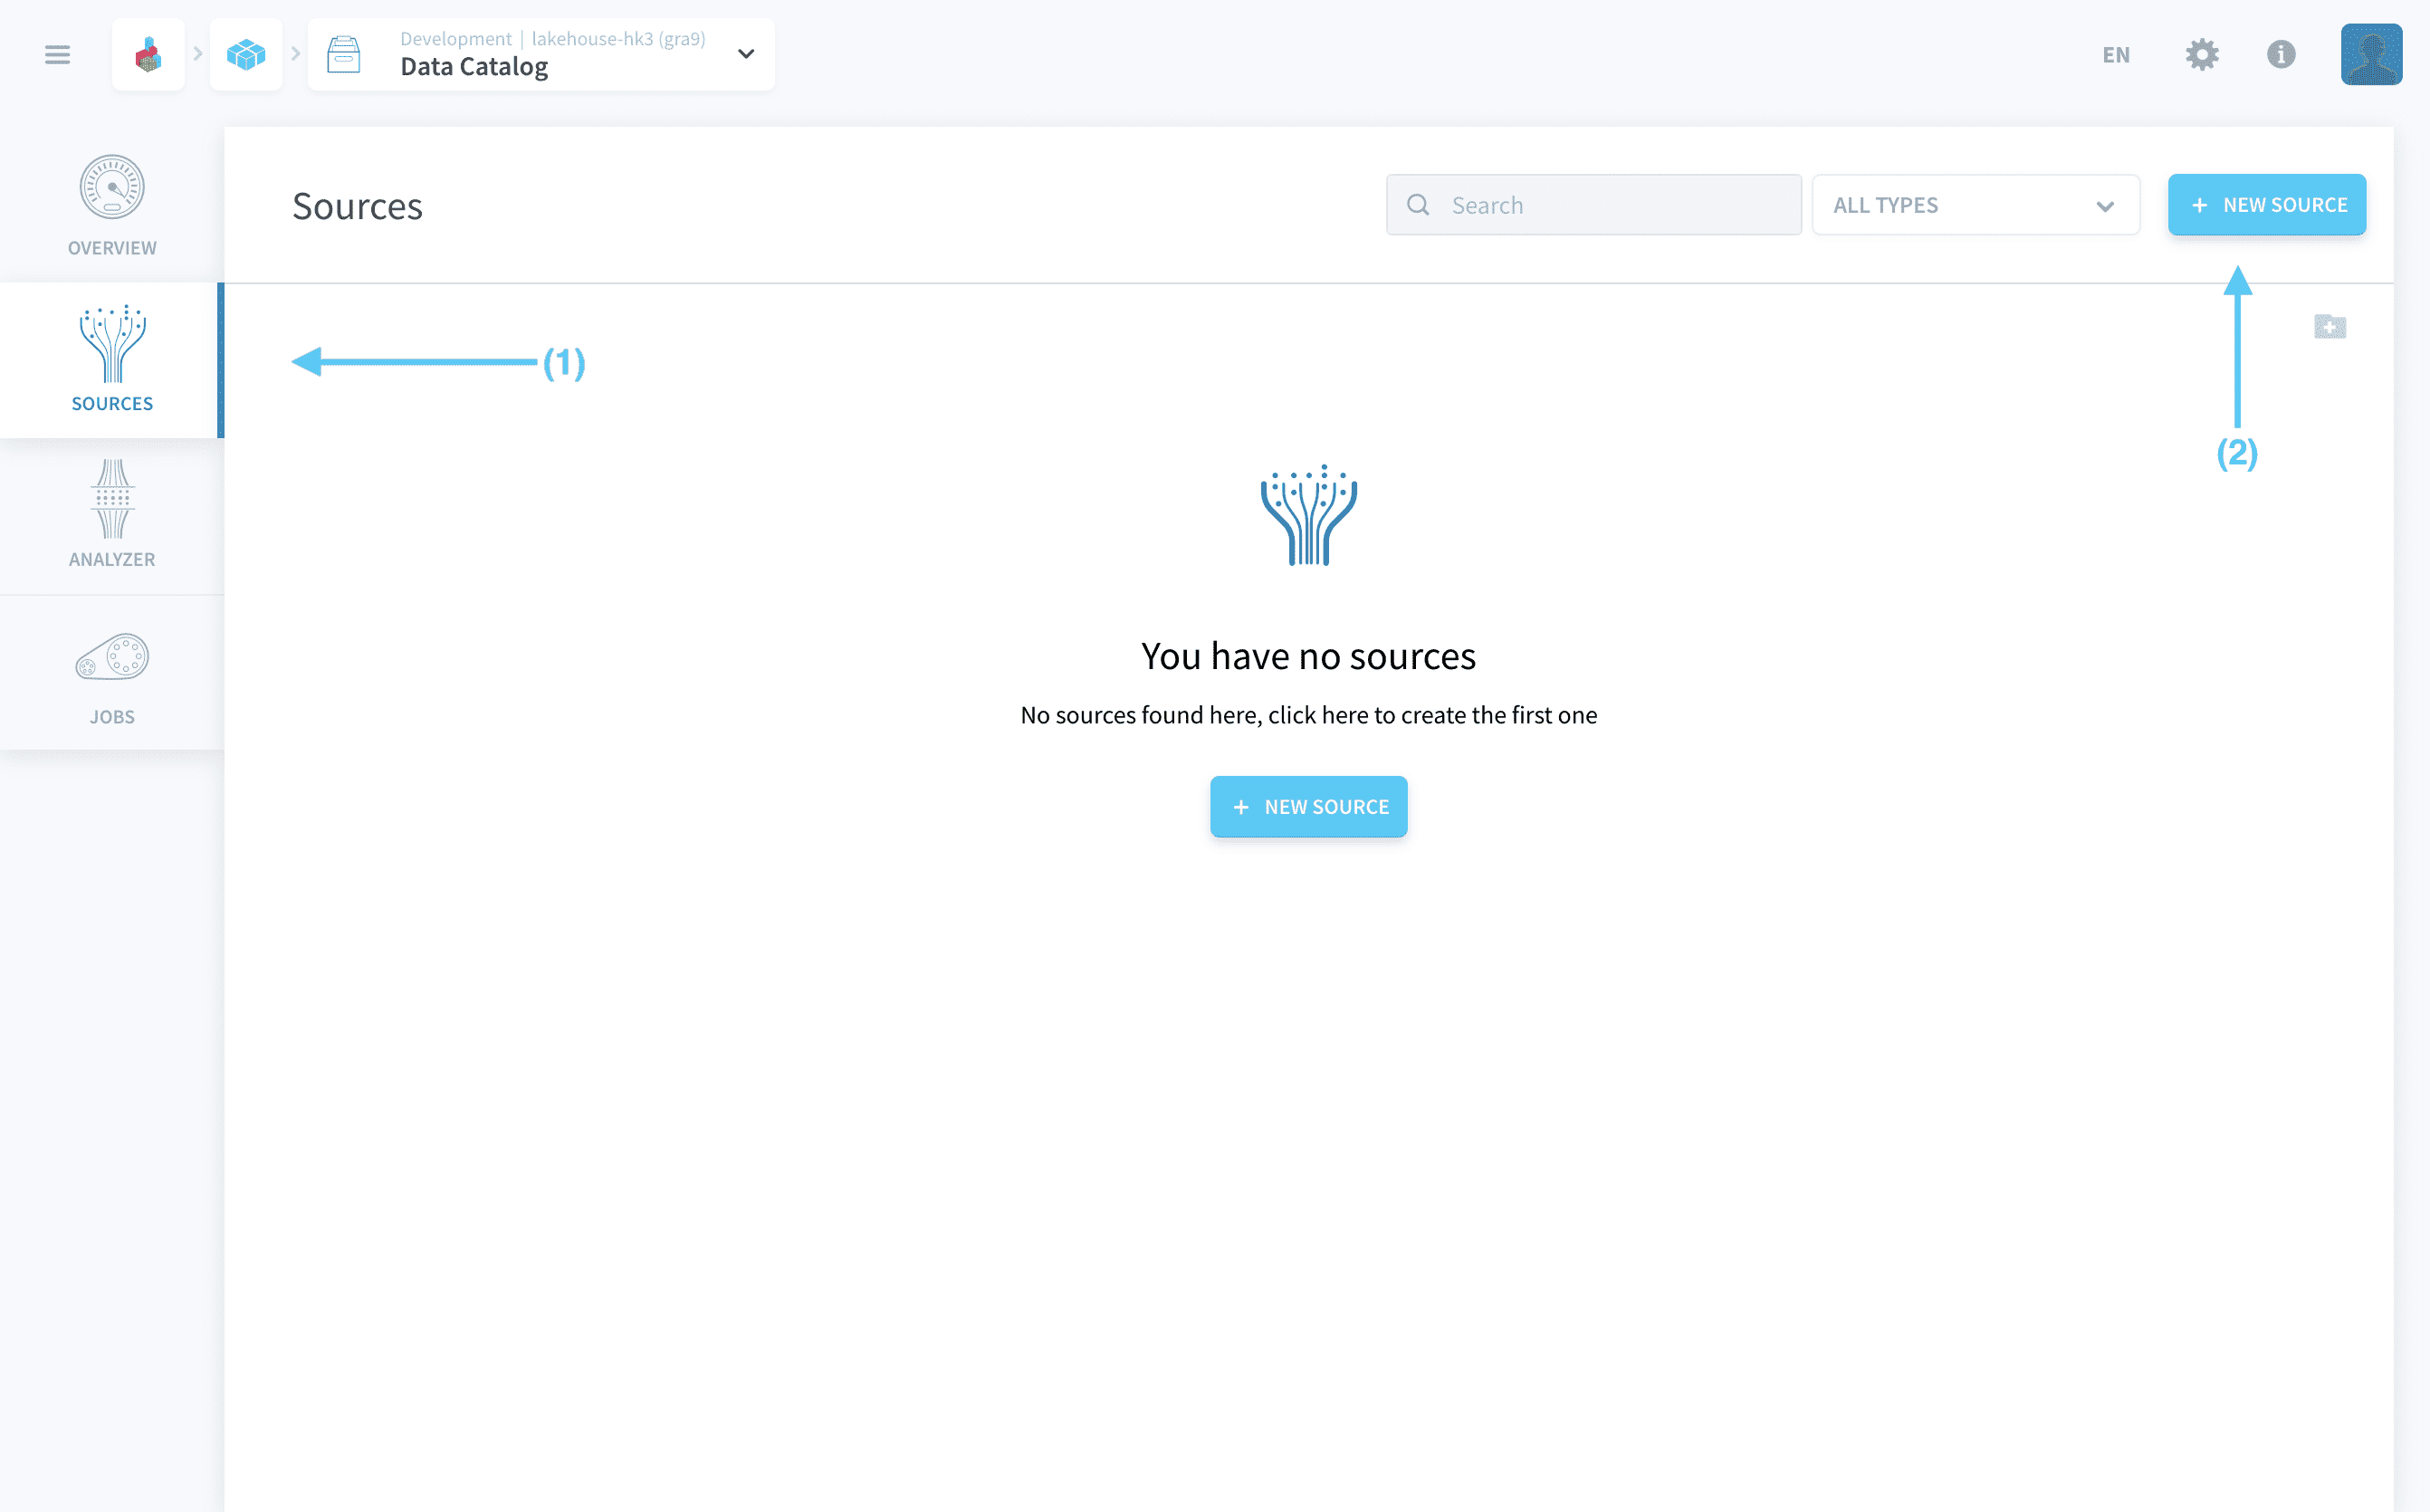 Development | lakehouse-hk3 (gra9)
Data Catalog
EN
OVERVIEW
SOURCES
ANALYZER
JOBS
Sources
Search
ALL TYPES
+ NEW SOURCE
(1)
(2)
You have no sources
No sources found here, click here to create the first one
+ NEW SOURCE